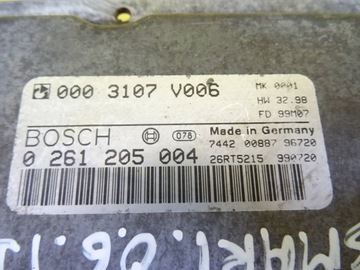 000 3107 V006
MK 0001
HW 32.98
FD 99M07
BOSCH
078
Made in Germany
7442 00887 96720
0 261 205 004
26RT5215 990720